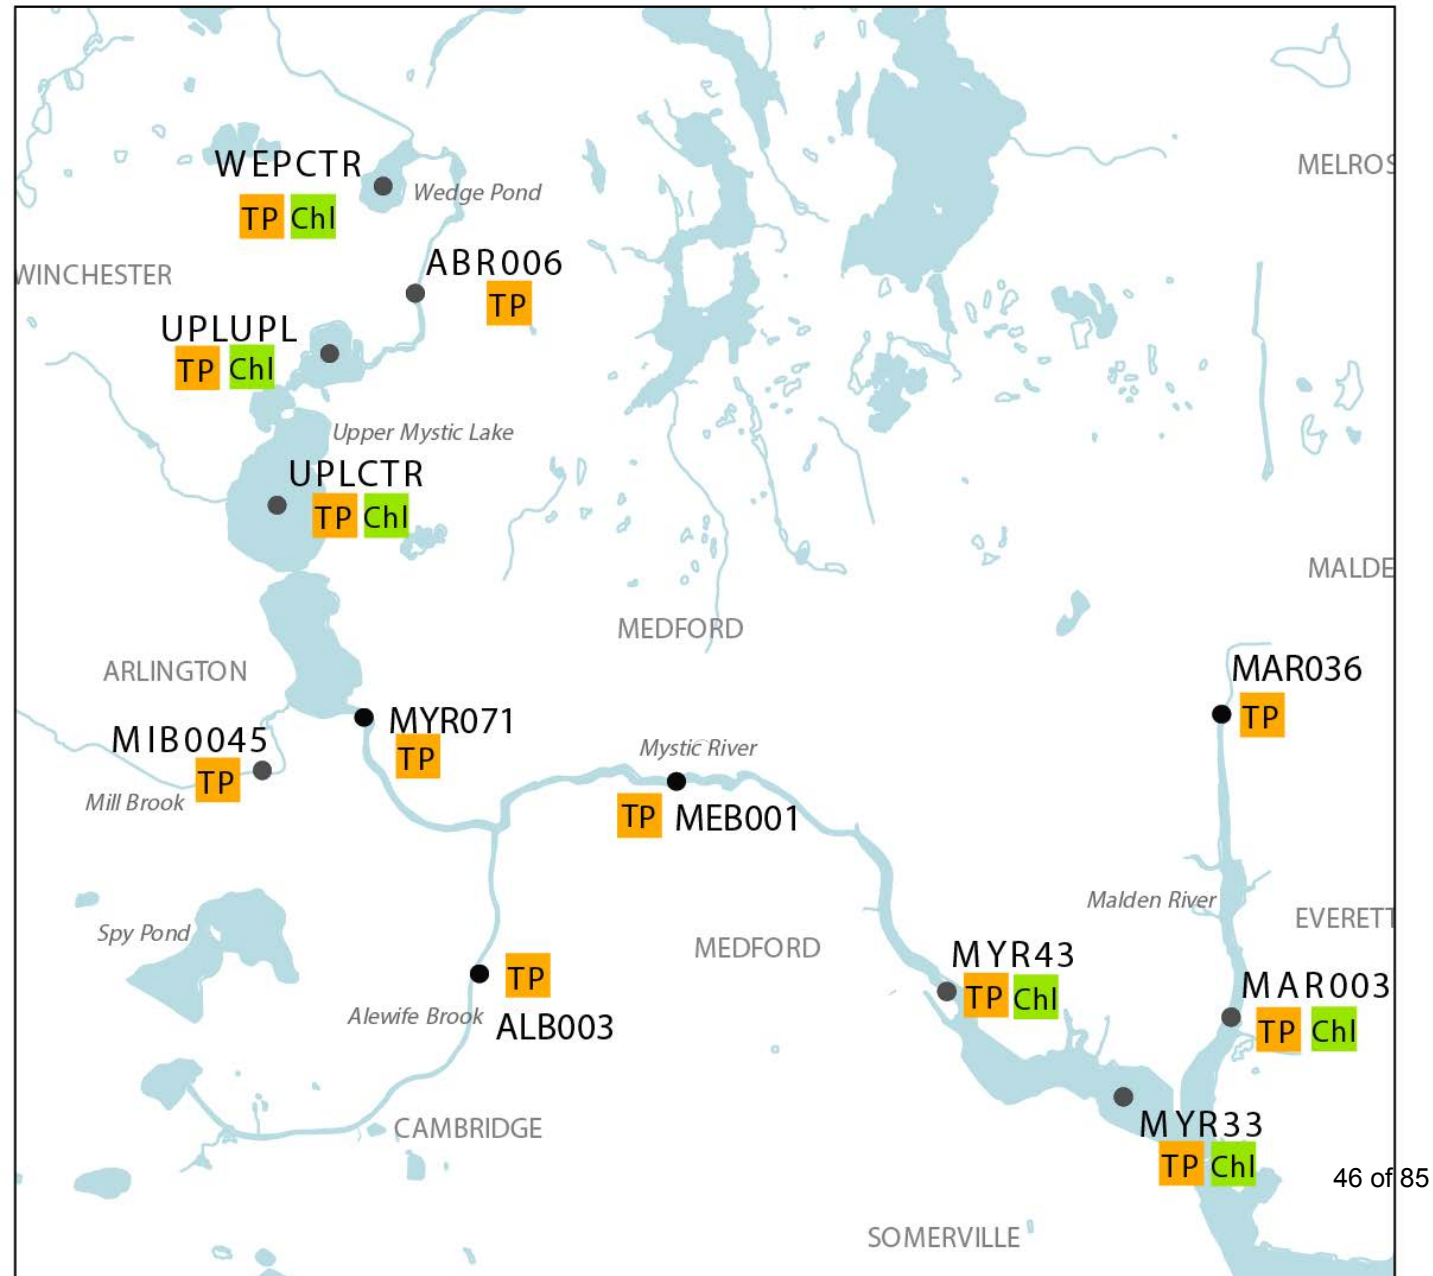 MELROS
WEPCTR
Wedge Pond
TP Chl
ABR006
WINCHESTER
TP
UPLUPL
TP Chl
Upper Mystic Lake
UPLCTR
TP Chl
MALDE
MEDFORD
ARLINGTON
MAR036
TP
MYR071
TP
MIB0045
TP
Mill Brook
Mystic River
TP MEB001
Malden River
EVERETT
Spy Pond
MEDFORD
MYR43
TP Chl
TP
Alewife Brook
ALB003
MAR003
TP Chl
CAMBRIDGE
MYR33
TP Chl
46 of 85
SOMERVILLE